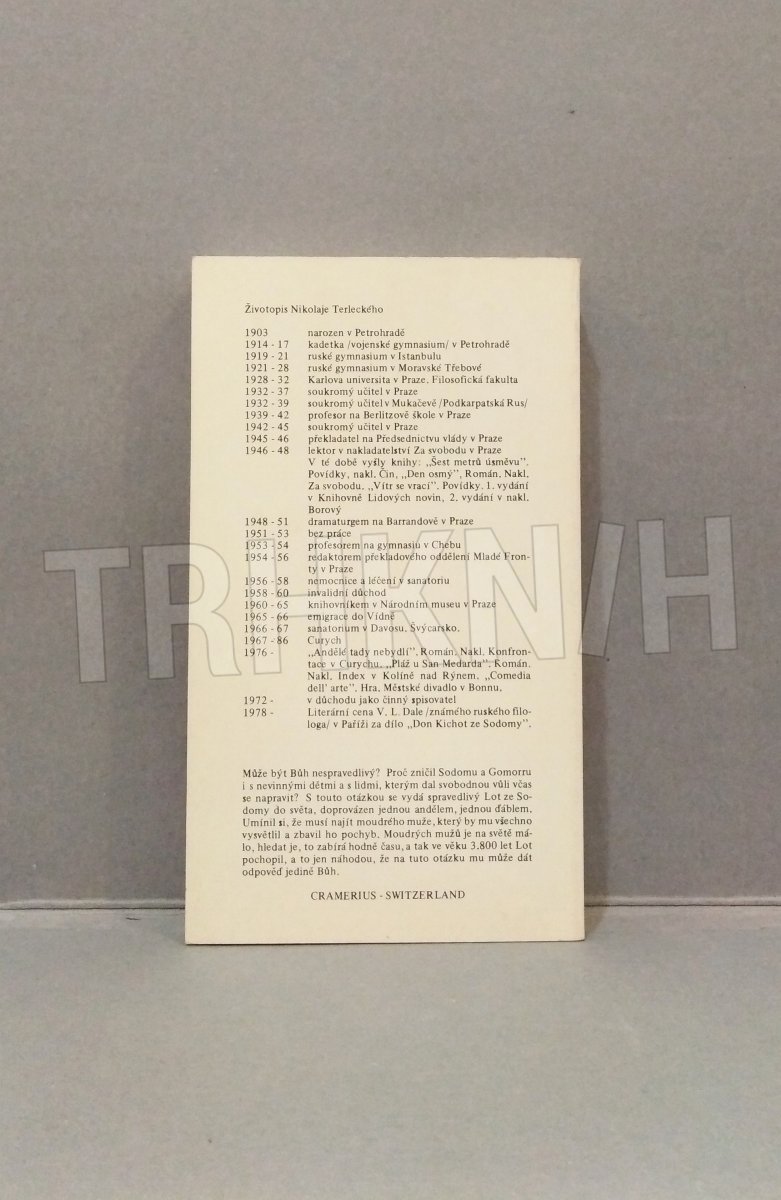 Životopis Nikolaje Terleckého
1903 narozen v Petrohradě
1914 - 17 kadetka /vojenské gymnasium/ v Petrohradě
1919 - 21 ruské gymnasium v Istanbulu
1921 - 28 ruské gymnasium v Moravské Třebové
1928 - 32 Karlova universita v Praze. Filosofická fakulta
1932 - 37 soukromý učitel v Praze
1932 - 39 soukromý učitel v Mukačevě /Podkarpatská Rus/
1939 - 42 profesor na Berlitzově škole v Praze
1942 - 45 soukromý učitel v Praze
1945 - 46 překladatel na Předsednictvu vlády v Praze
1946 - 48 lektor v nakladatelství Za svobodu v Praze
V té době vyšly knihy: „Šest metrů úsměvu".
Povídky, nakl. Čin, „Den osmý", Román. Nakl.
Za svobodu. „Vítr se vrací". Povídky. 1. vydání
v Knihovně Lidových novin, 2. vydání v nakl.
Borový
1948 - 51 dramaturgem na Barrandově v Praze
1951 - 53 bez práce
1953 - 54 profesorem na gymnasiu v Chebu
1954 - 56 redaktorem překladového oddělení Mladé Fron-
ty v Praze
1956 - 58 nemocnice a léčení v sanatoriu
1958 - 60 invalidní důchod
1960 - 65 knihovníkem v Národním museu v Praze
1965 - 66 emigrace do Vídně
1966 - 67 sanatorium v Davosu, Švýcarsko.
1967 - 86 Curych
1976 - „Andělé tady nebydlí". Román. Nakl. Konfron-
tace v Curychu. „Pláž u San Medarda". Román.
Nakl. Index v Kolíně nad Rýnem. „Comedia
dell' arte". Hra. Městské divadlo v Bonnu.
1972 - v důchodu jako činný spisovatel
1978 - Literární cena V. L. Dale /známého ruského filo-
loga/ v Paříži za dílo „Don Kichot ze Sodomy".
Může být Bůh nespravedlivý? Proč zničil Sodomu a Gomorru
i s nevinnými dětmi a s lidmi, kterým dal svobodnou vůli včas
se napravit? S touto otázkou se vydá spravedlivý Lot ze So-
domy do světa, doprovázen jednou andělem, jednou ďáblem.
Umínil si, že musí najít moudrého muže, který by mu všechno
vysvětlil a zbavil ho pochyb. Moudrých mužů je na světě má-
lo, hledat je, to zabírá hodně času, a tak ve věku 3.800 let Lot
pochopil, a to jen náhodou, že na tuto otázku mu může dát
odpověď jedině Bůh.
CRAMERIUS - SWITZERLAND
TRHKNIH